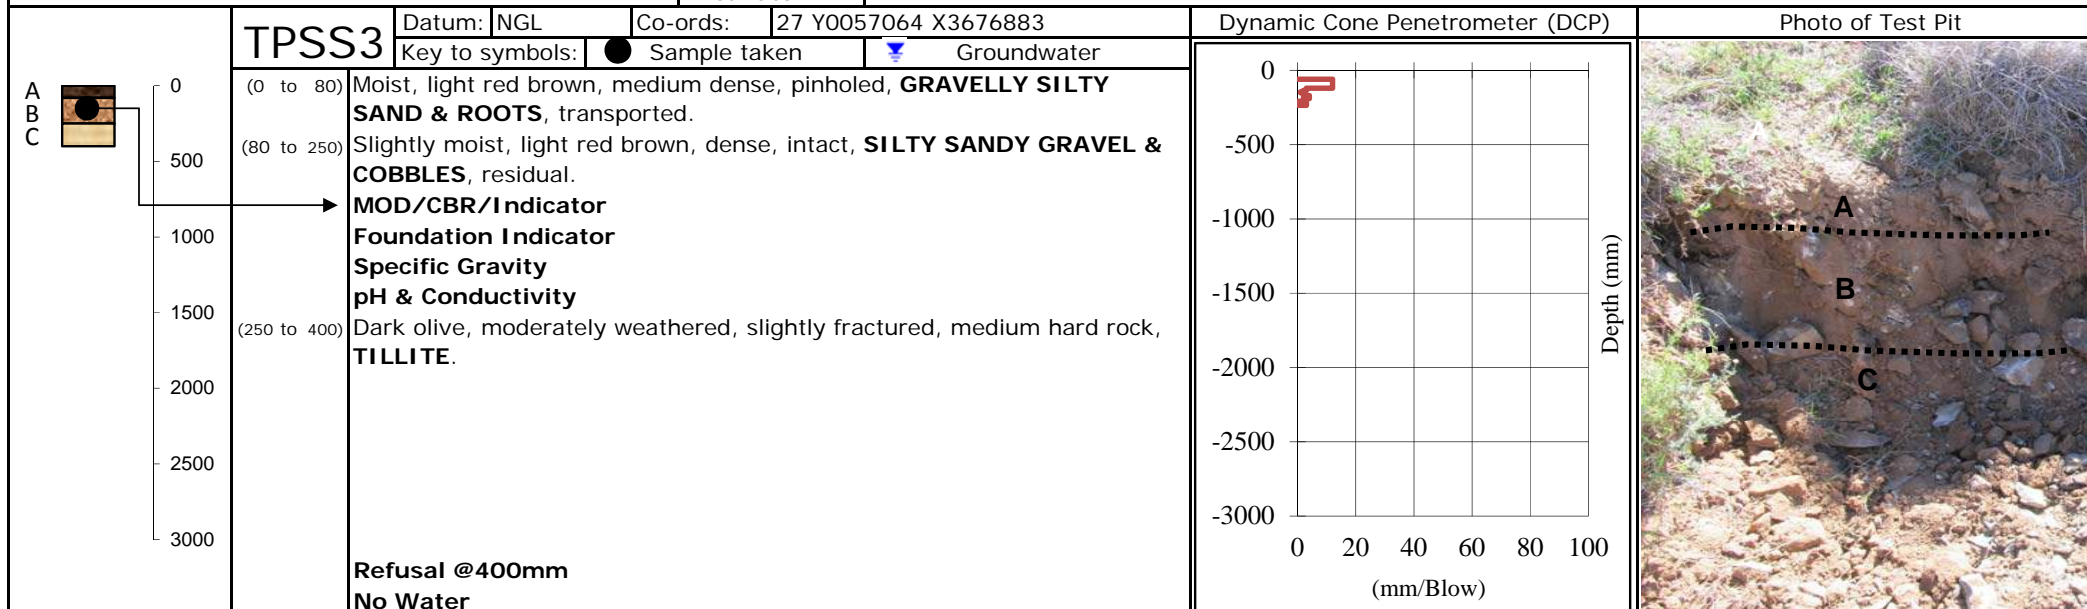 TPSS3
Datum: NGL Co-ords: 27 Y0057064 X3676883
Key to symbols: Sample taken Groundwater
Dynamic Cone Penetrometer (DCP)
Photo of Test Pit
A
B
C
0
500
1000
1500
2000
2500
3000
(0 to 80) Moist, light red brown, medium dense, pinholed, GRAVELLY SILTY
SAND & ROOTS, transported.
(80 to 250) Slightly moist, light red brown, dense, intact, SILTY SANDY GRAVEL &
COBBLES, residual.
MOD/CBR/Indicator
Foundation Indicator
Specific Gravity
pH & Conductivity
(250 to 400) Dark olive, moderately weathered, slightly fractured, medium hard rock,
TILLITE.
Refusal @400mm
No Water
0
-500
-1000
-1500
-2000
-2500
-3000
0 20 40 60 80 100
(mm/Blow)
Depth (mm)
A
B
C